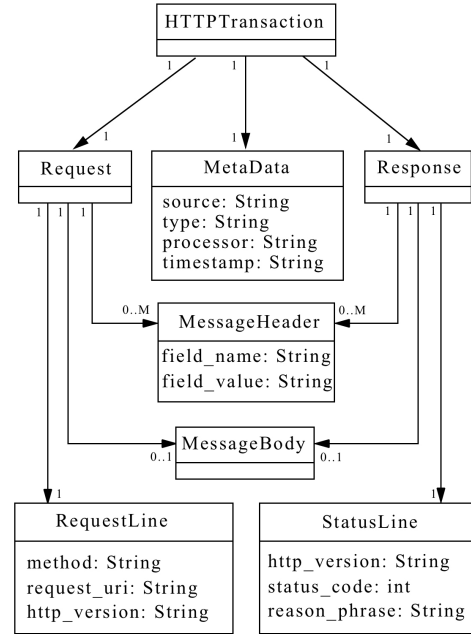 HTTPTransaction
1 1 1
1 1 1
Request
MetaData
Response
source: String
type: String
processor: String
timestamp: String
1 1 1
1 1 1
0..M
0..M
MessageHeader
field_name: String
field_value: String
MessageBody
0..1
0..1
1
1
RequestLine
method: String
request_uri: String
http_version: String
StatusLine
http_version: String
status_code: int
reason_phrase: String